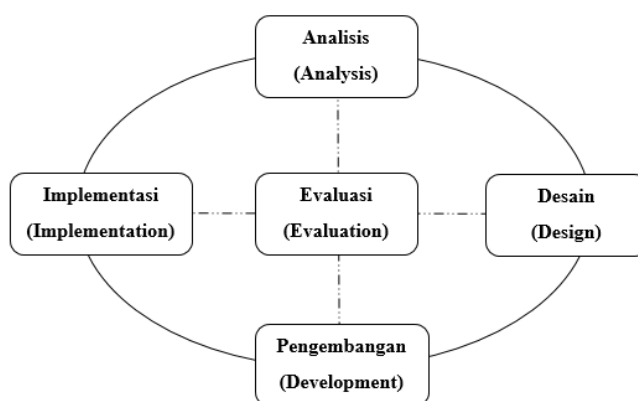 Analisis
(Analysis)
Implementasi
(Implementation)
Evaluasi
(Evaluation)
Desain
(Design)
Pengembangan
(Development)